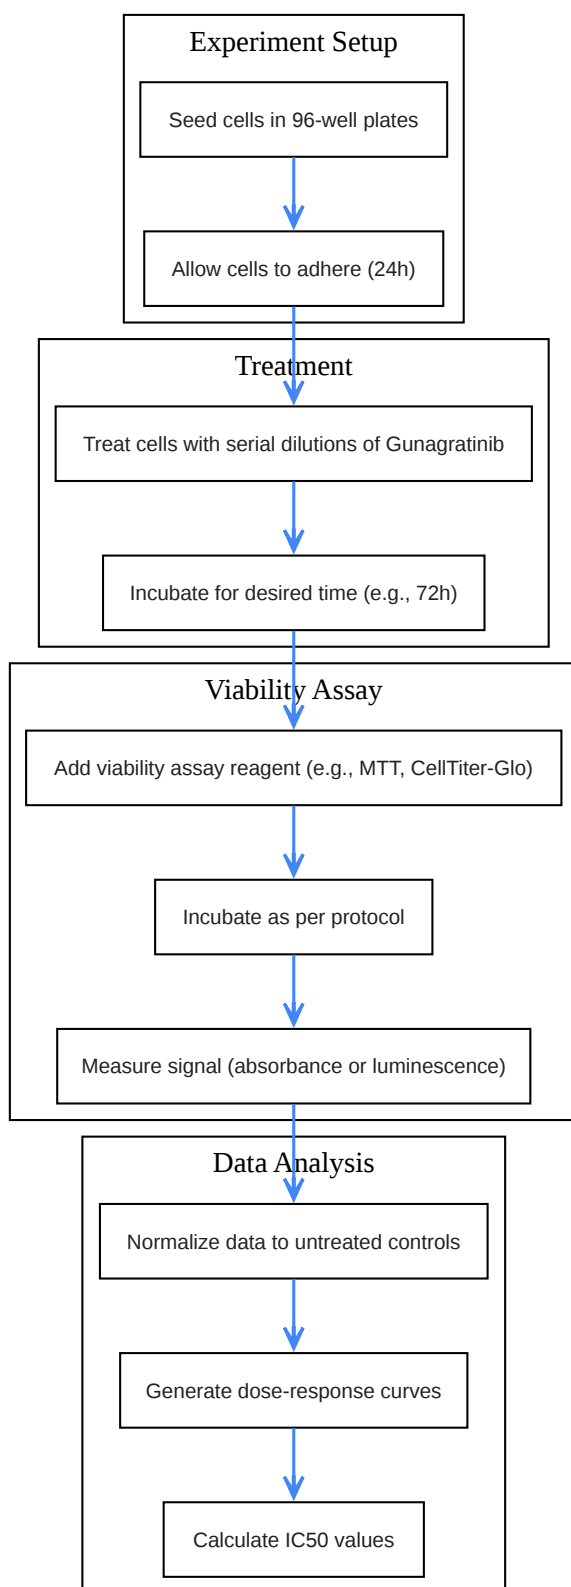 Experiment Setup
Seed cells in 96-well plates
Allow cells to adhere (24h)
Treatment
Treat cells with serial dilutions of Gunagratinib
Incubate for desired time (e.g., 72h)
Viability Assay
Add viability assay reagent (e.g., MTT, CellTiter-Glo)
Incubate as per protocol
Measure signal (absorbance or luminescence)
Data Analysis
Normalize data to untreated controls
Generate dose-response curves
Calculate IC50 values